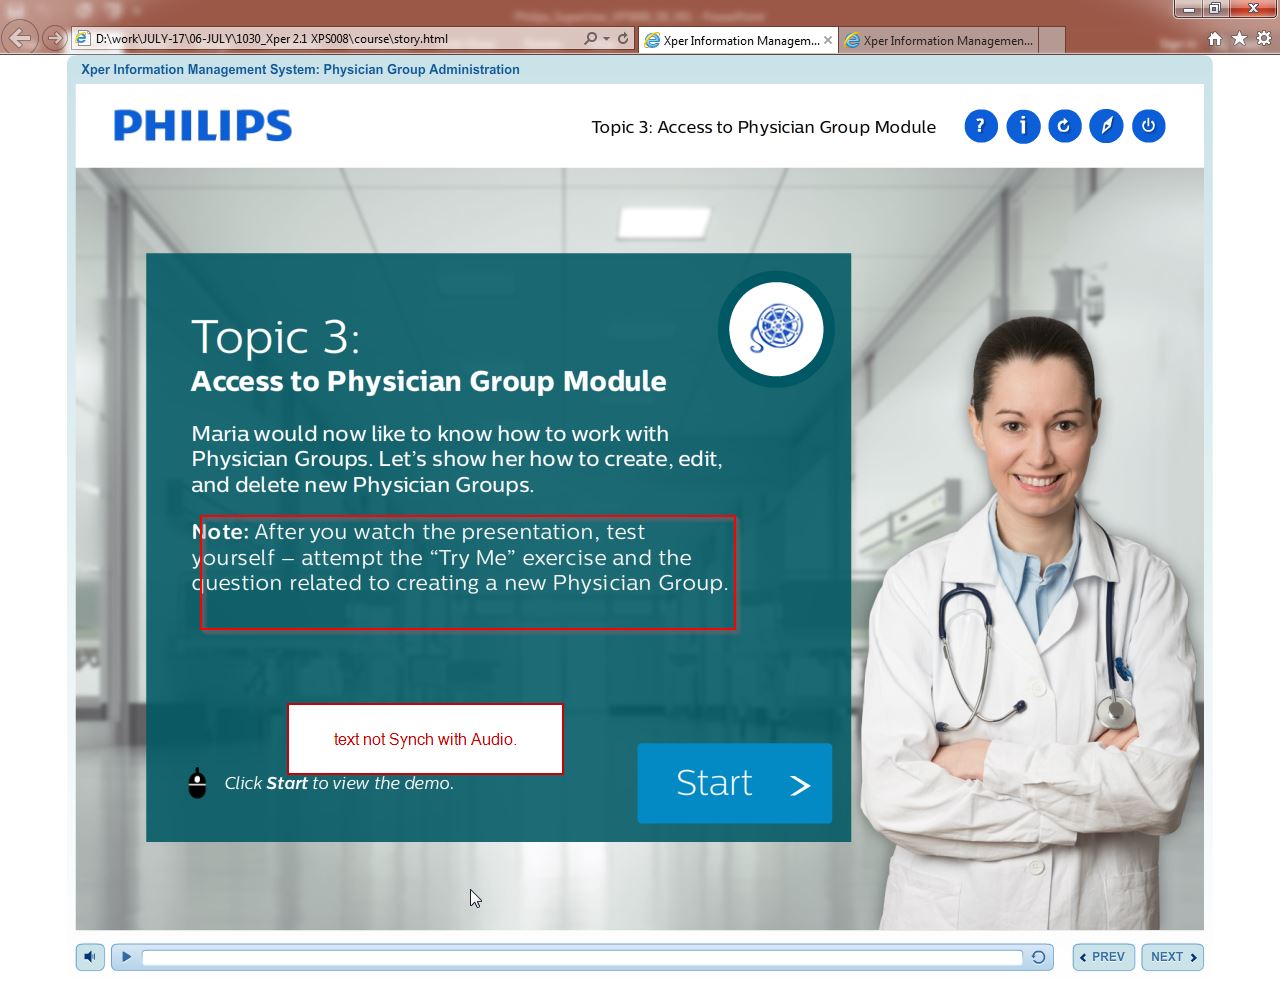 D:\work\JULY-17\06-JULY\1030_Xper 2.1 XPS008\course\story.html
Xper Information Managem...
Xper Information Managemen...
Xper Information Management System: Physician Group Administration
PHILIPS
Topic 3: Access to Physician Group Module
?
i
Topic 3:
Access to Physician Group Module
Maria would now like to know how to work with
Physician Groups. Let's show her how to create, edit,
and delete new Physician Groups.
Note: After you watch the presentation, test
yourself – attempt the “Try Me” exercise and the
question related to creating a new Physician Group.
text not Synch with Audio.
Click Start to view the demo.
Start >
PREV
NEXT